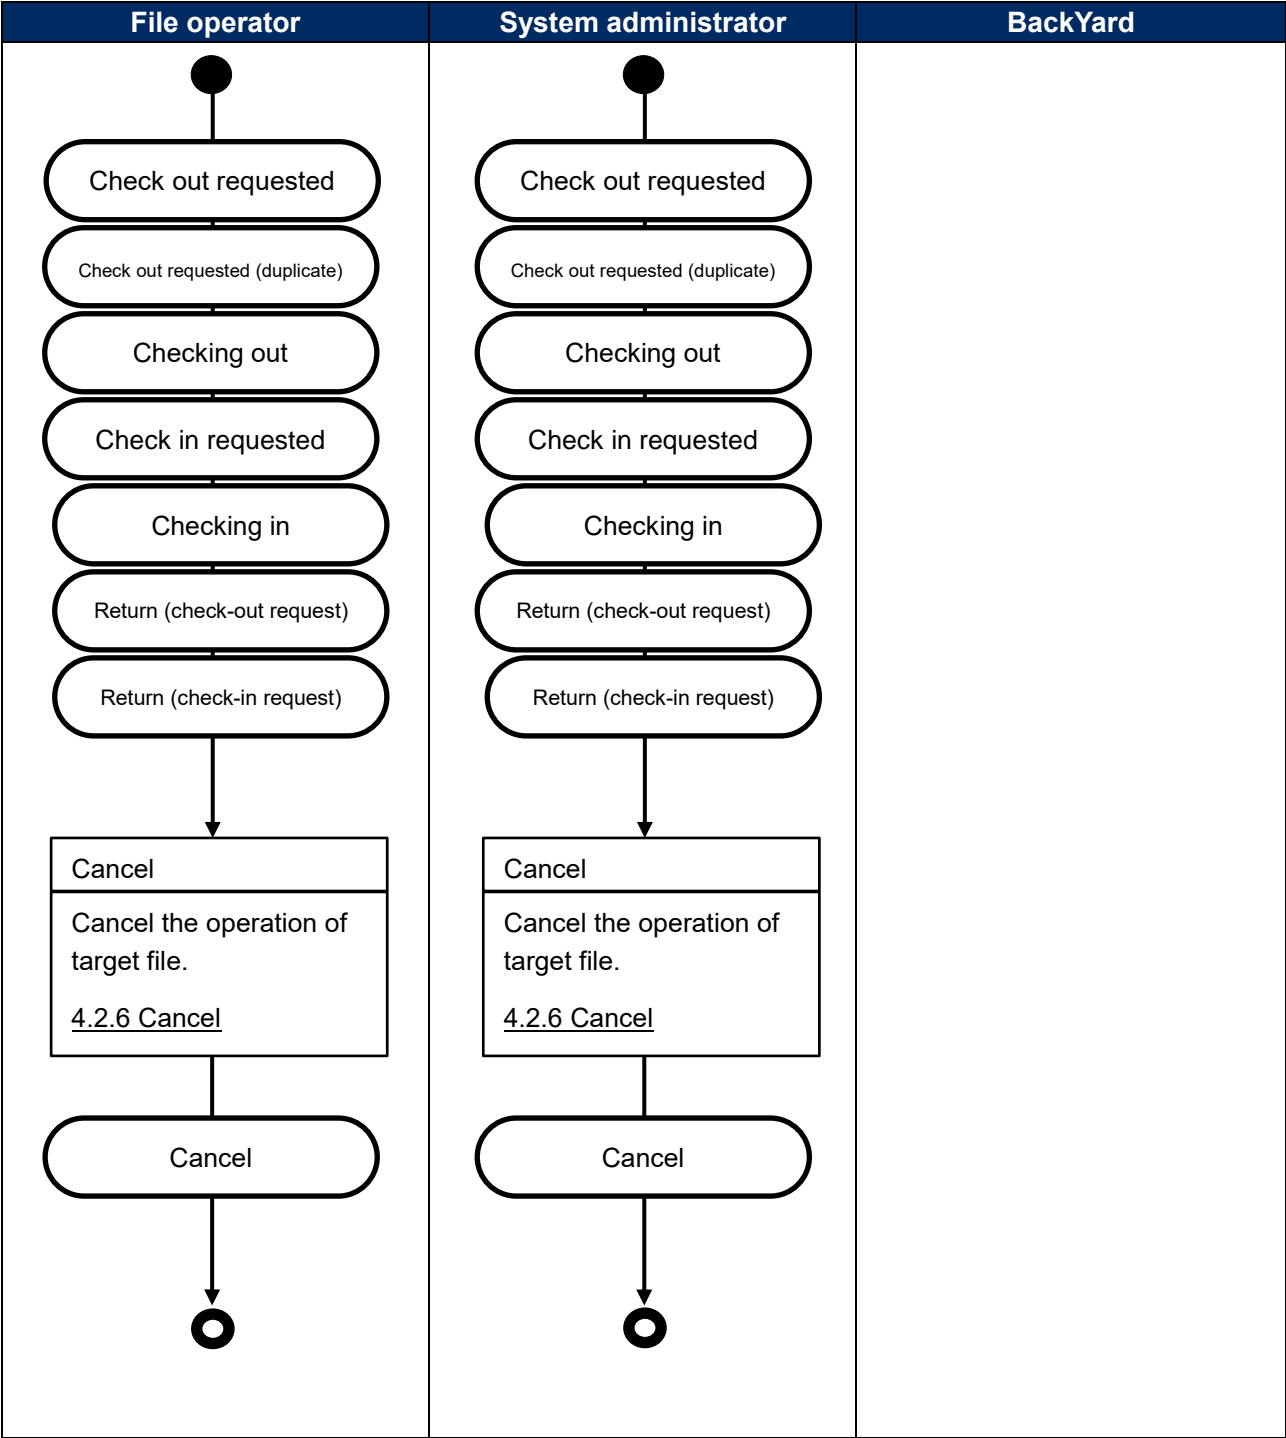 File operator
System administrator
BackYard
Check out requested
Check out requested (duplicate)
Checking out
Check in requested
Checking in
Return (check-out request)
Return (check-in request)
Cancel
Cancel the operation of
target file.
4.2.6 Cancel
Cancel
Check out requested
Check out requested (duplicate)
Checking out
Check in requested
Checking in
Return (check-out request)
Return (check-in request)
Cancel
Cancel the operation of
target file.
4.2.6 Cancel
Cancel